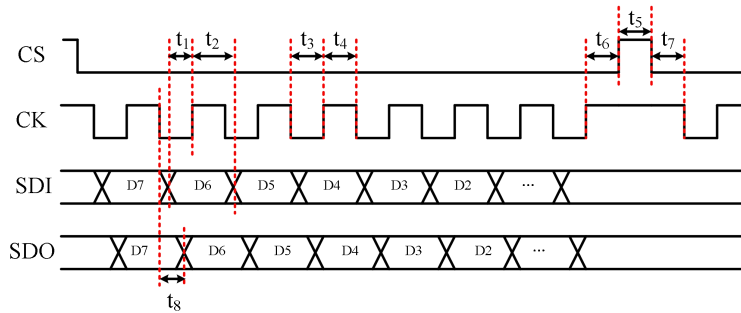 t5
t1 t2 t3 t4 t6 t7
CS
CK
SDI D7 D6 D5 D4 D3 D2 ...
SDO D7 D6 D5 D4 D3 D2 ...
t8